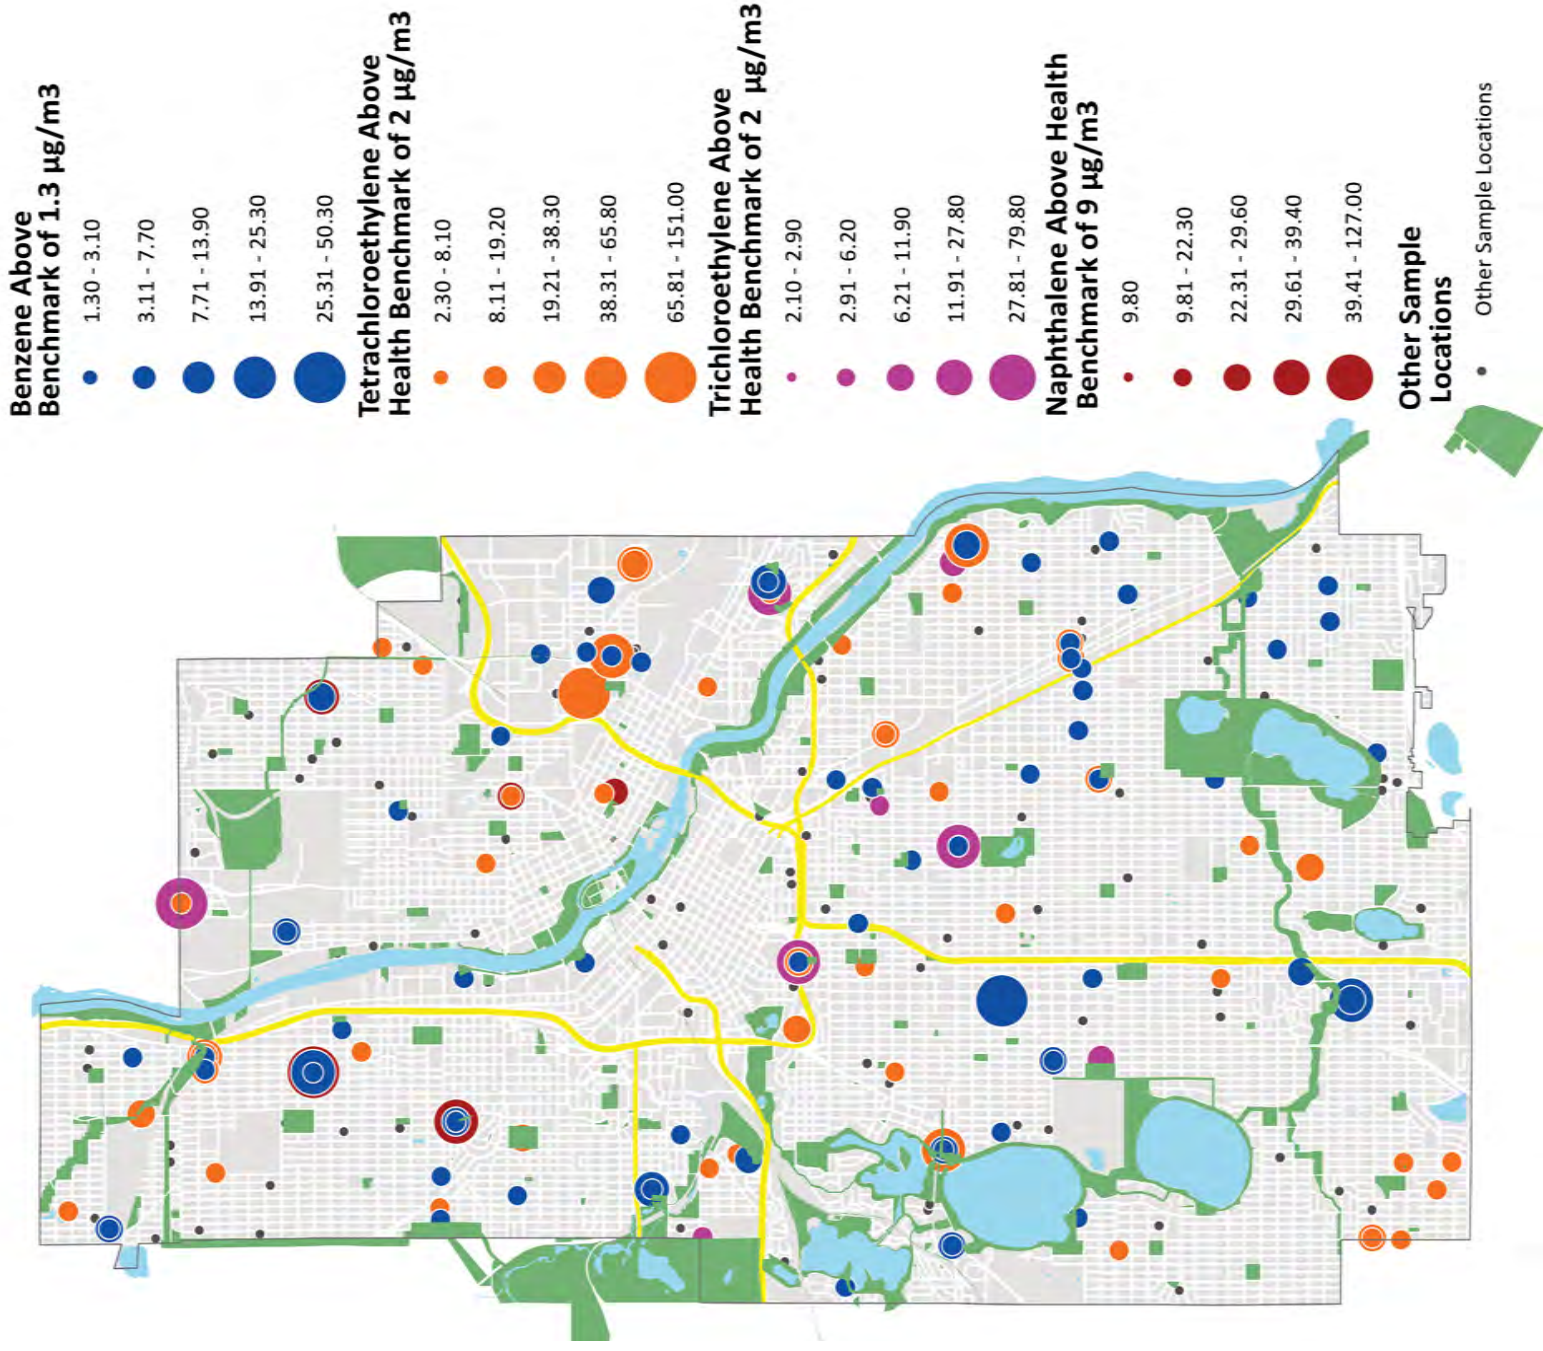 Benzene Above
Benchmark of 1.3 µg/m3
1.30 - 3.10
3.11 - 7.70
7.71 - 13.90
13.91 - 25.30
25.31 - 50.30
Tetrachloroethylene Above
Health Benchmark of 2 µg/m3
2.30 - 8.10
8.11 - 19.20
19.21 - 38.30
38.31 - 65.80
65.81 - 151.00
Trichloroethylene Above
Health Benchmark of 2 µg/m3
2.10 - 2.90
2.91 - 6.20
6.21 - 11.90
11.91 - 27.80
27.81 - 79.80
Naphthalene Above Health
Benchmark of 9 µg/m3
9.80
9.81 - 22.30
22.31 - 29.60
29.61 - 39.40
39.41 - 127.00
Other Sample
Locations
Other Sample Locations